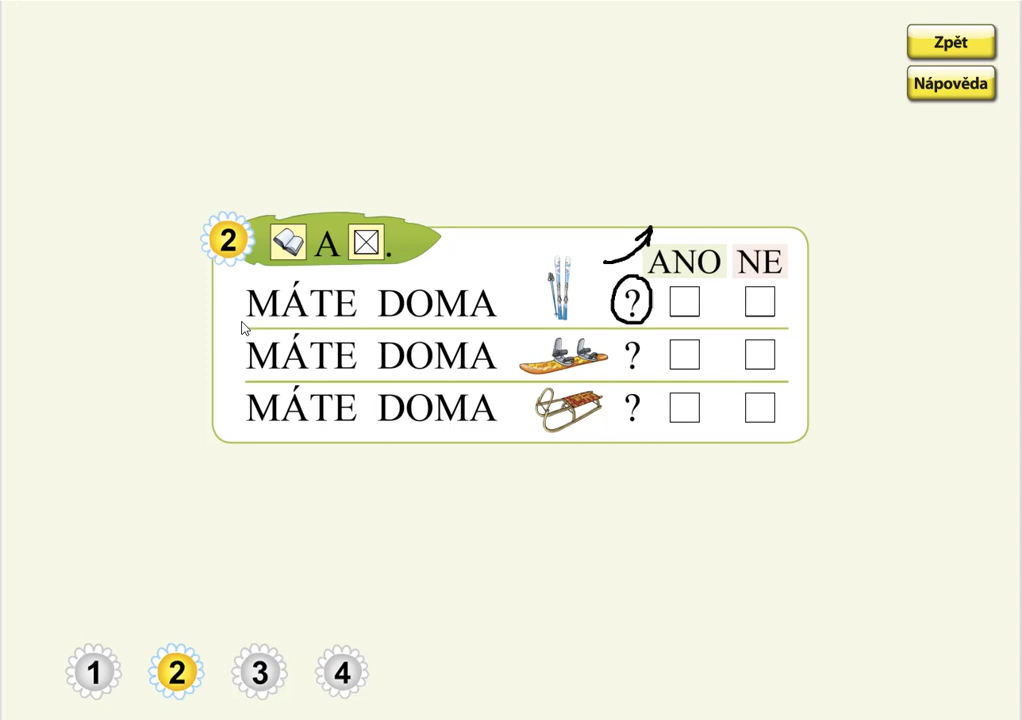 Zpět
Nápověda
2 A .
ANO NE
MÁTE DOMA ?
MÁTE DOMA ?
MÁTE DOMA ?
1 2 3 4